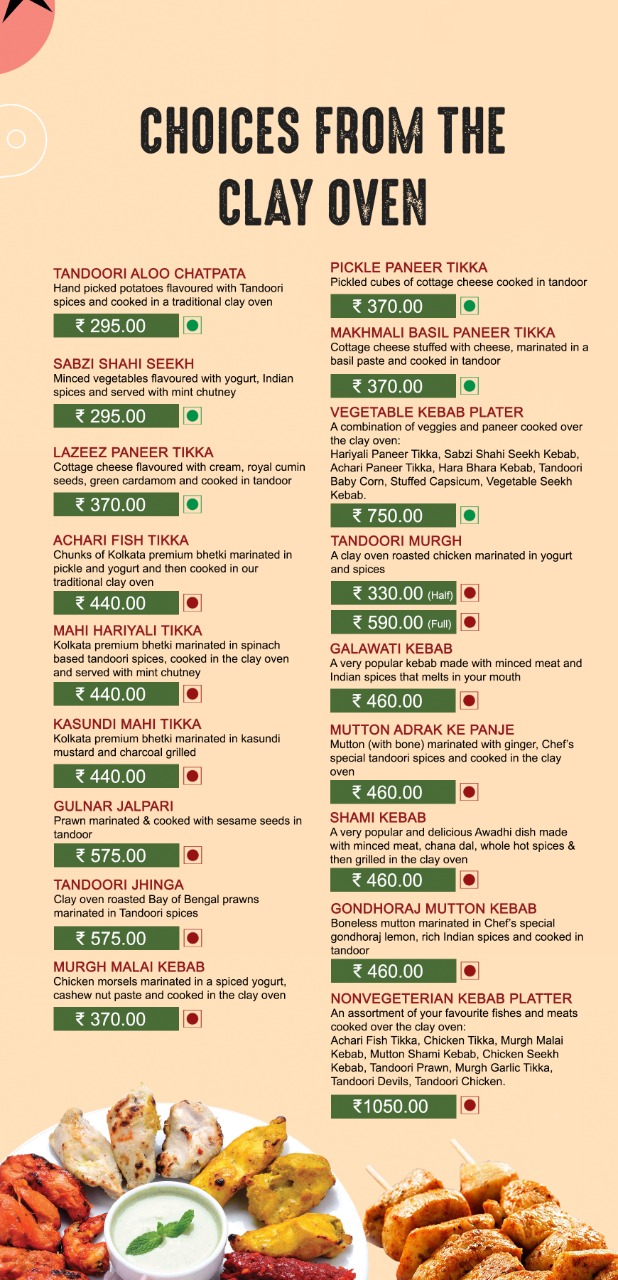 CHOICES FROM THE
CLAY OVEN
TANDOORI ALOO CHATPATA
Hand picked potatoes flavoured with Tandoori
spices and cooked in a traditional clay oven
₹ 295.00
SABZI SHAHI SEEKH
Minced vegetables flavoured with yogurt, Indian
spices and served with mint chutney
₹ 295.00
LAZEEZ PANEER TIKKA
Cottage cheese flavoured with cream, royal cumin
seeds, green cardamom and cooked in tandoor
₹ 370.00
ACHARI FISH TIKKA
Chunks of Kolkata premium bhetki marinated in
pickle and yogurt and then cooked in our
traditional clay oven
₹ 440.00
MAHI HARIYALI TIKKA
Kolkata premium bhetki marinated in spinach
based tandoori spices, cooked in the clay oven
and served with mint chutney
₹ 440.00
KASUNDI MAHI TIKKA
Kolkata premium bhetki marinated in kasundi
mustard and charcoal grilled
₹ 440.00
GULNAR JALPARI
Prawn marinated & cooked with sesame seeds in
tandoor
₹ 575.00
TANDOORI JHINGA
Clay oven roasted Bay of Bengal prawns
marinated in Tandoori spices
₹ 575.00
MURGH MALAI KEBAB
Chicken morsels marinated in a spiced yogurt,
cashew nut paste and cooked in the clay oven
₹ 370.00
PICKLE PANEER TIKKA
Pickled cubes of cottage cheese cooked in tandoor
₹ 370.00
MAKHMALI BASIL PANEER TIKKA
Cottage cheese stuffed with cheese, marinated in a
basil paste and cooked in tandoor
₹ 370.00
VEGETABLE KEBAB PLATER
A combination of veggies and paneer cooked over
the clay oven:
Hariyali Paneer Tikka, Sabzi Shahi Seekh Kebab,
Achari Paneer Tikka, Hara Bhara Kebab, Tandoori
Baby Corn, Stuffed Capsicum, Vegetable Seekh
Kebab.
₹ 750.00
TANDOORI MURGH
A clay oven roasted chicken marinated in yogurt
and spices
₹ 330.00 (Half)
₹ 590.00 (Full)
GALAWATI KEBAB
A very popular kebab made with minced meat and
Indian spices that melts in your mouth
₹ 460.00
MUTTON ADRAK KE PANJE
Mutton (with bone) marinated with ginger, Chef's
special tandoori spices and cooked in the clay
oven
₹ 460.00
SHAMI KEBAB
A very popular and delicious Awadhi dish made
with minced meat, chana dal, whole hot spices &
then grilled in the clay oven
₹ 460.00
GONDHORAJ MUTTON KEBAB
Boneless mutton marinated in Chef's special
gondhoraj lemon, rich Indian spices and cooked in
tandoor
₹ 460.00
NONVEGETERIAN KEBAB PLATTER
An assortment of your favourite fishes and meats
cooked over the clay oven:
Achari Fish Tikka, Chicken Tikka, Murgh Malai
Kebab, Mutton Shami Kebab, Chicken Seekh
Kebab, Tandoori Prawn, Murgh Garlic Tikka,
Tandoori Devils, Tandoori Chicken.
₹1050.00